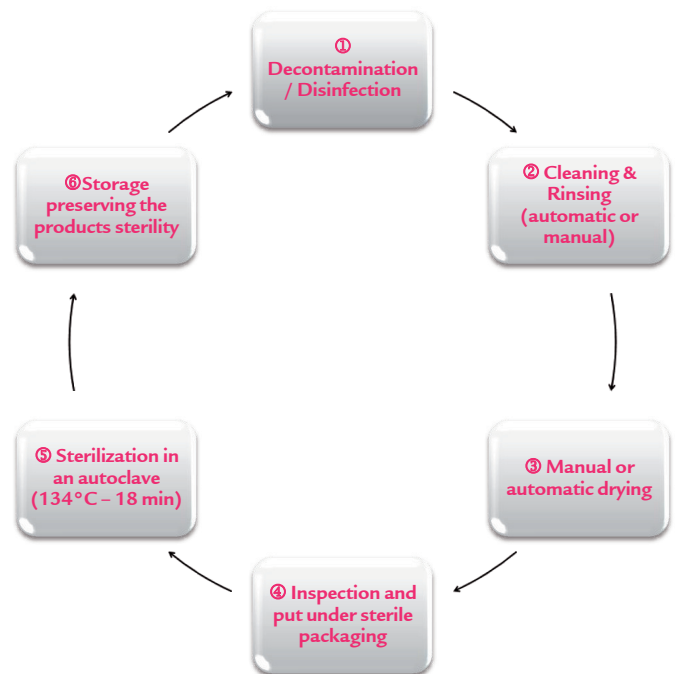 ①
Decontamination
/ Disinfection
② Cleaning &
Rinsing
(automatic or
manual)
③ Manual or
automatic drying
④ Inspection and
put under sterile
packaging
⑤ Sterilization in
an autoclave
(134°C – 18 min)
⑥Storage
preserving the
products sterility